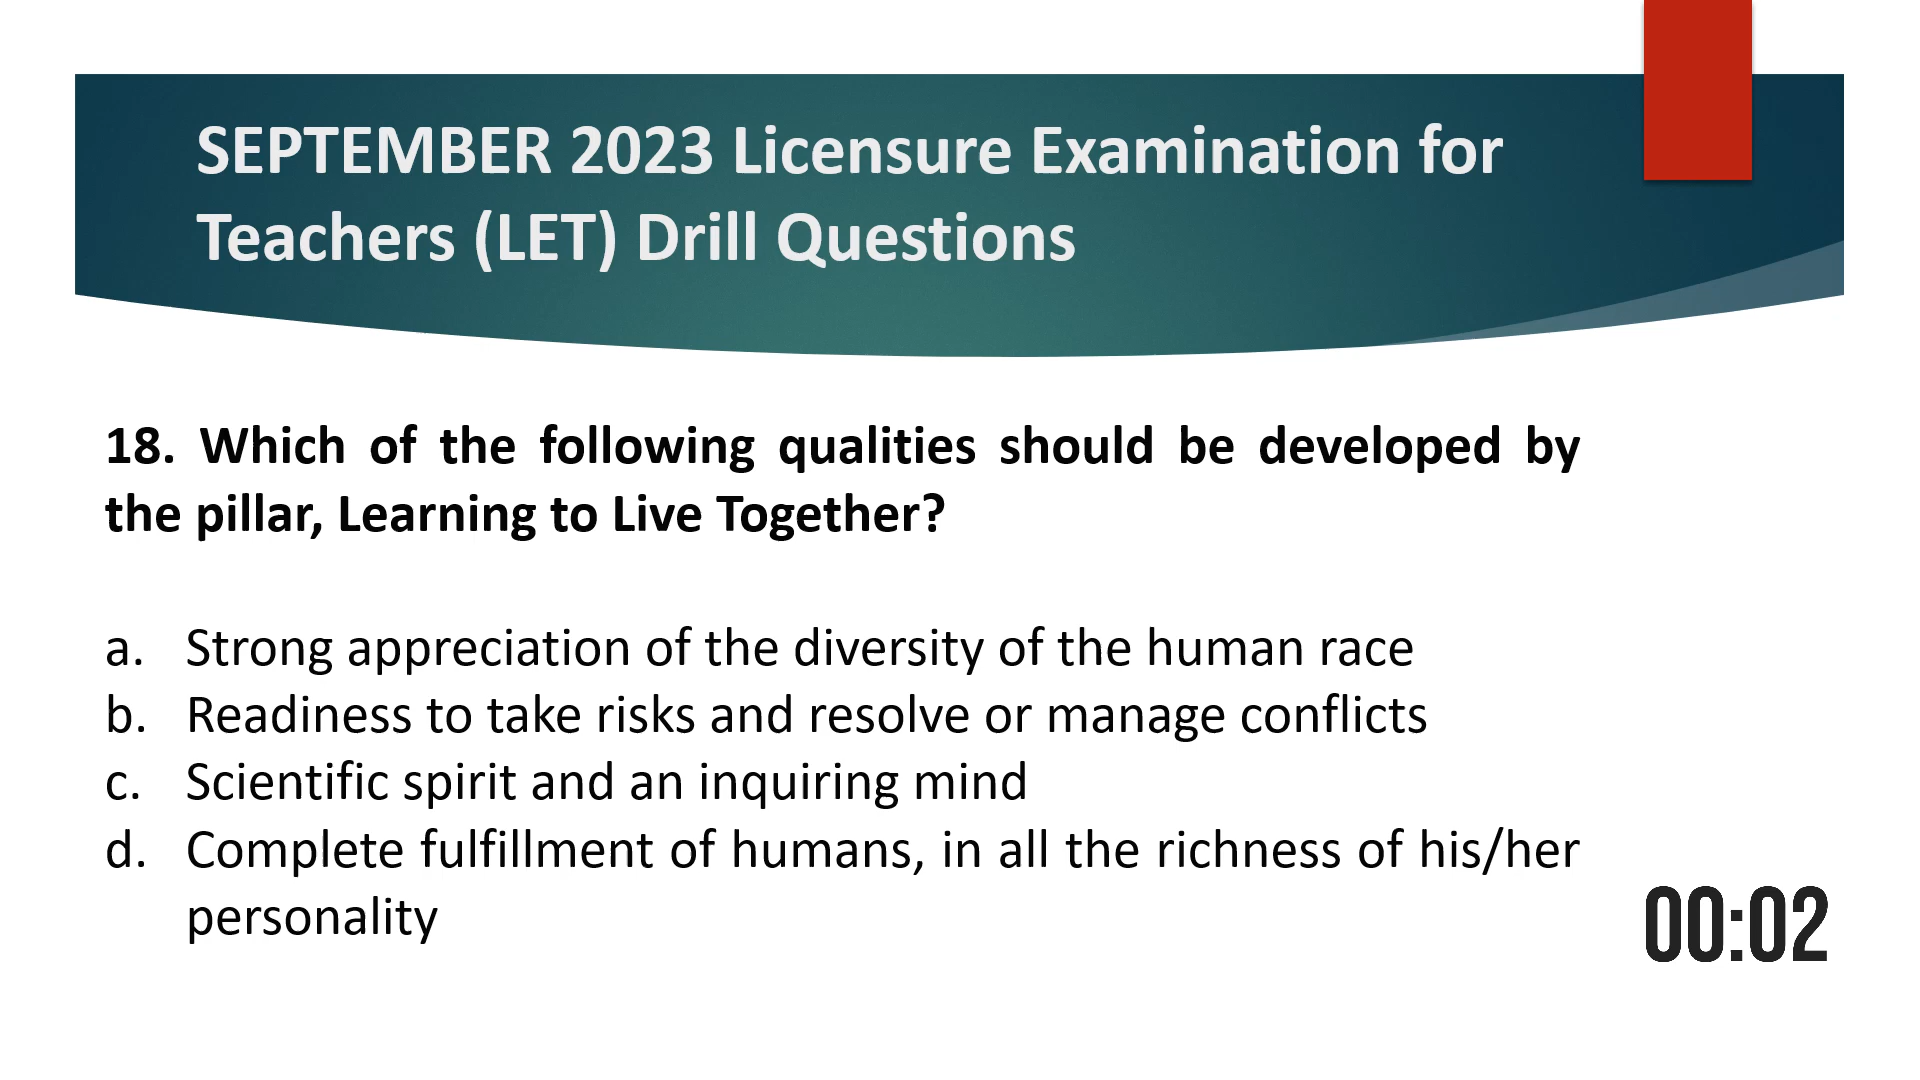 SEPTEMBER 2023 Licensure Examination for
Teachers (LET) Drill Questions
18. Which of the following qualities should be developed by
the pillar, Learning to Live Together?
a. Strong appreciation of the diversity of the human race
b. Readiness to take risks and resolve or manage conflicts
c. Scientific spirit and an inquiring mind
d. Complete fulfillment of humans, in all the richness of his/her
personality
00:02